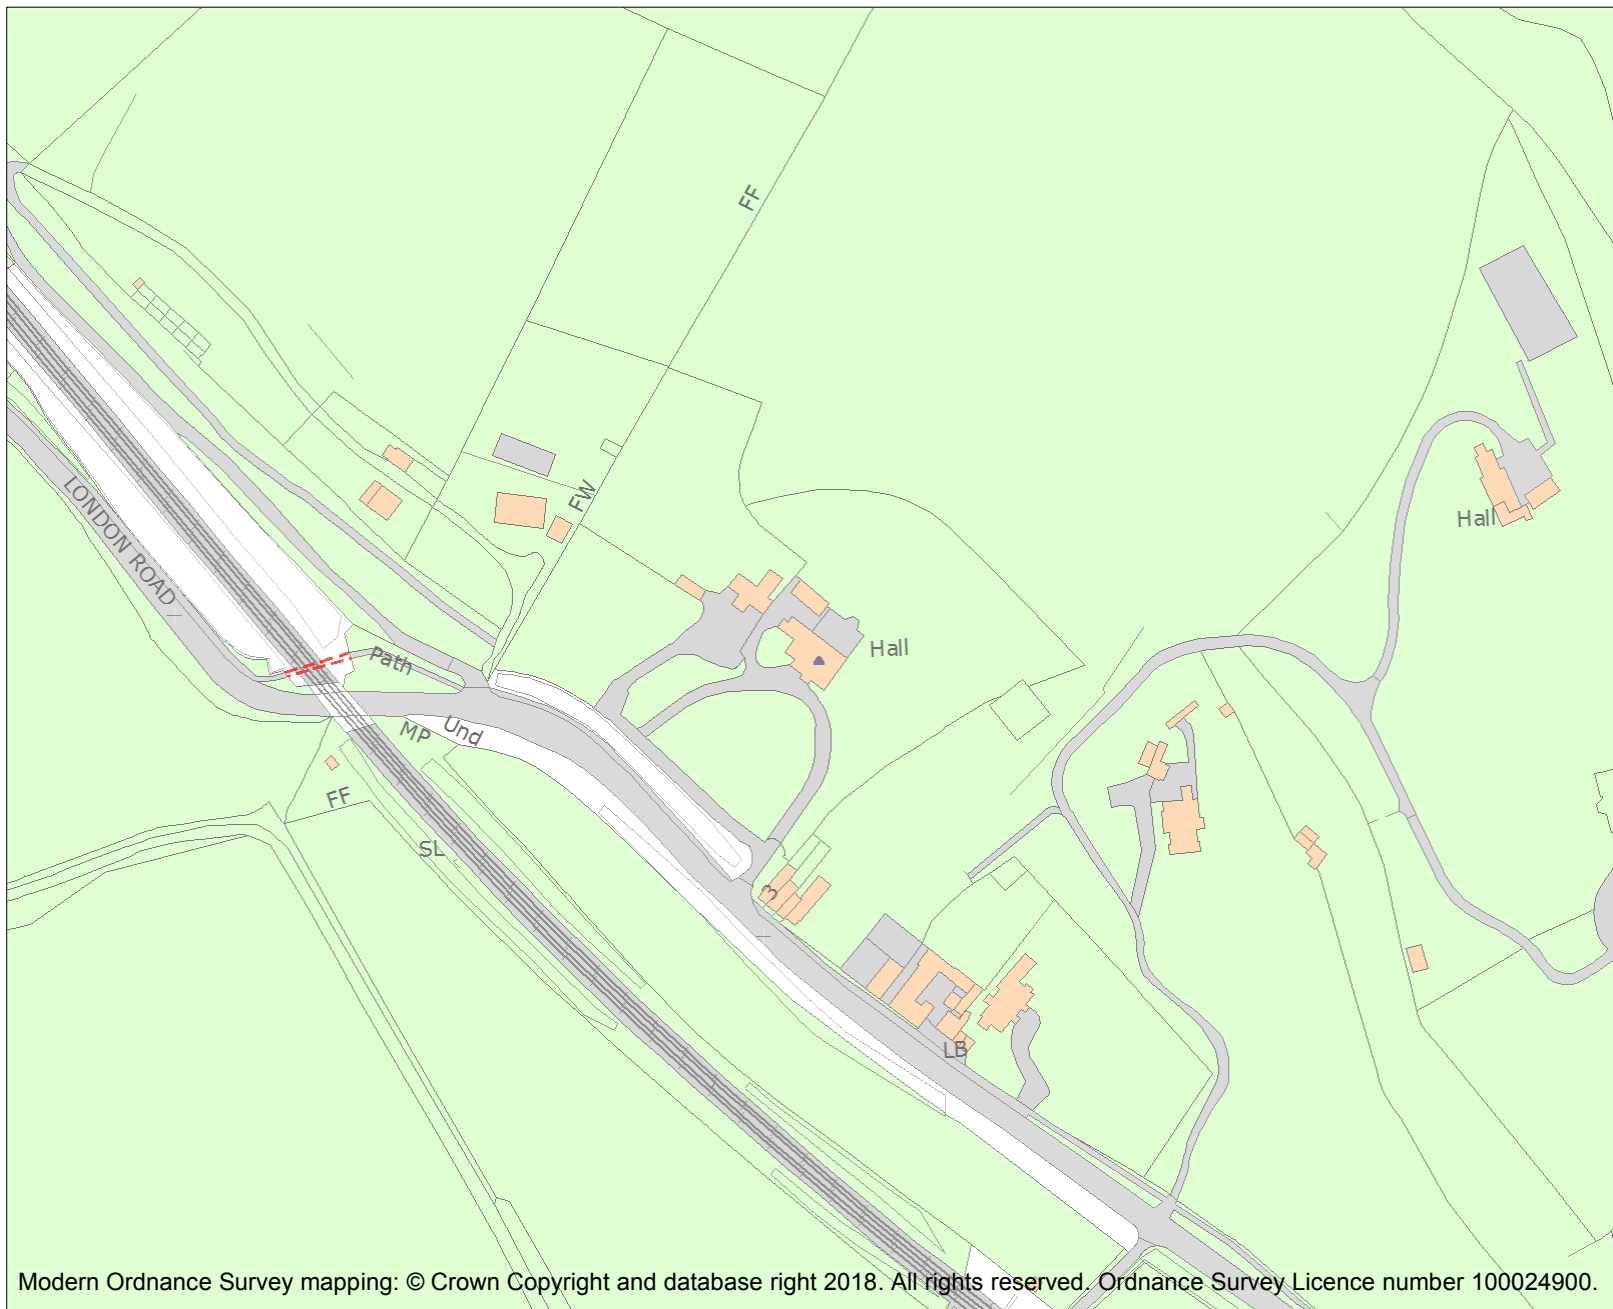 FF
FW
LONDON ROAD
Hall
Hall
Path
MP
Und
FF
SL
3
LB
Modern Ordnance Survey mapping: © Crown Copyright and database right 2018. All rights reserved. Ordnance Survey Licence number 100024900.